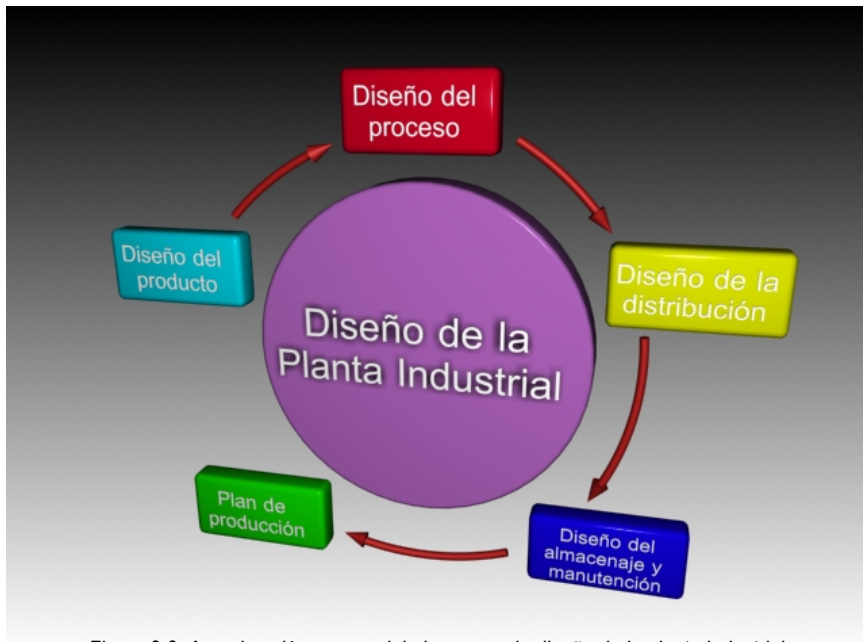 Diseño del
proceso
Diseño del
producto
Diseño de la
distribución
Diseño de la
Planta Industrial
Plan de
producción
Diseño del
almacenaje y
manutención